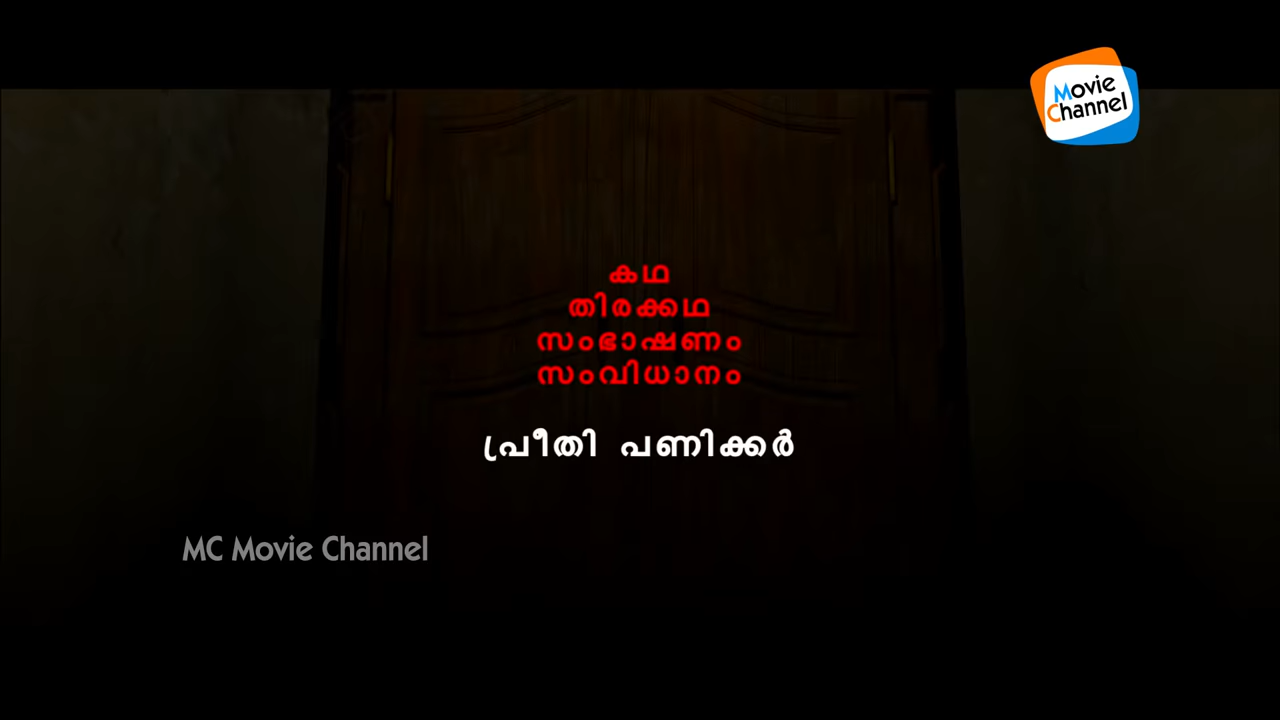 Movie
Channel
കഥ
തിരക്കഥ
സംഭാഷണം
സംവിധാനം
പ്രീതി പണിക്കർ
MC Movie Channel